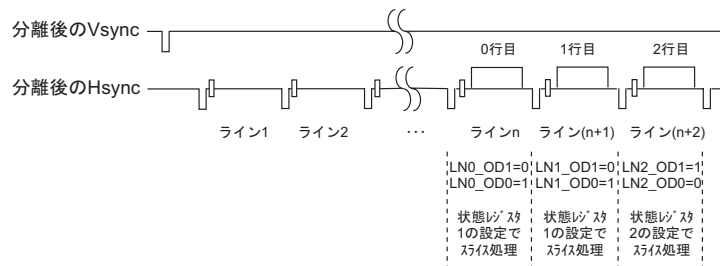 分離後のVsync
0行目 1行目 2行目
分離後のHsync
ライン1 ライン2 ・・・ ラインn ライン(n+1) ライン(n+2)
LN0_OD1=0 LN1_OD1=0 LN2_OD1=1
LN0_OD0=1 LN1_OD0=1 LN2_OD0=0
状態ﾚｼﾞｽﾀ 状態ﾚｼﾞｽﾀ 状態ﾚｼﾞｽﾀ
1の設定で 1の設定で 2の設定で
ｽﾗｲｽ処理 ｽﾗｲｽ処理 ｽﾗｲｽ処理